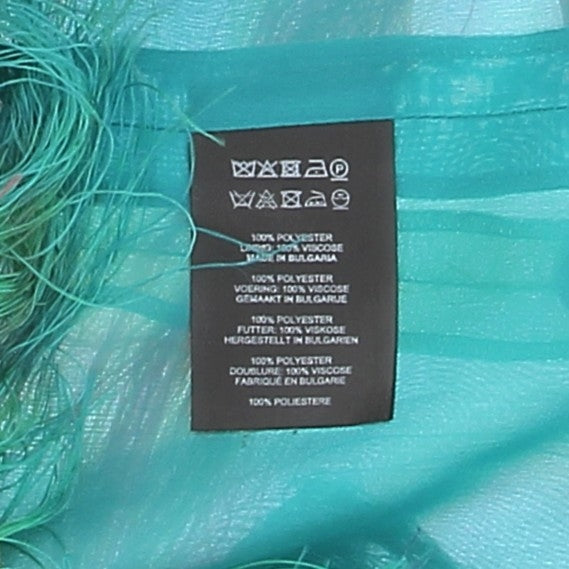 P
100% POLYESTER
LINING: 100% VISCOSE
MADE IN BULGARIA
100% POLYESTER
VOERING: 100% VISCOSE
GEMAAKT IN BULGARIJE
100% POLYESTER
FUTTER: 100% VISKOSE
HERGESTELLT IN BULGARIEN
100% POLYESTER
DOUBLURE: 100% VISCOSE
FABRIQUÉ EN BULGARIE
100% POLIESTERE